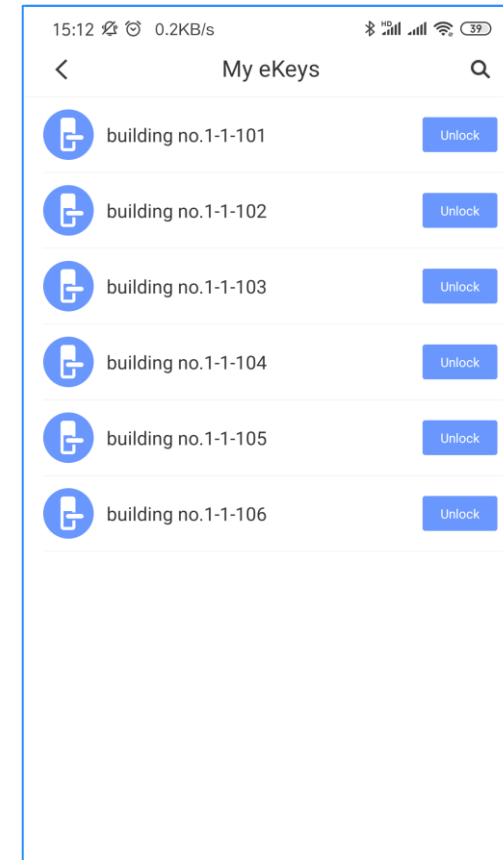 15:12 0.2KB/s HD 39
My eKeys
building no.1-1-101 Unlock
building no.1-1-102 Unlock
building no.1-1-103 Unlock
building no.1-1-104 Unlock
building no.1-1-105 Unlock
building no.1-1-106 Unlock